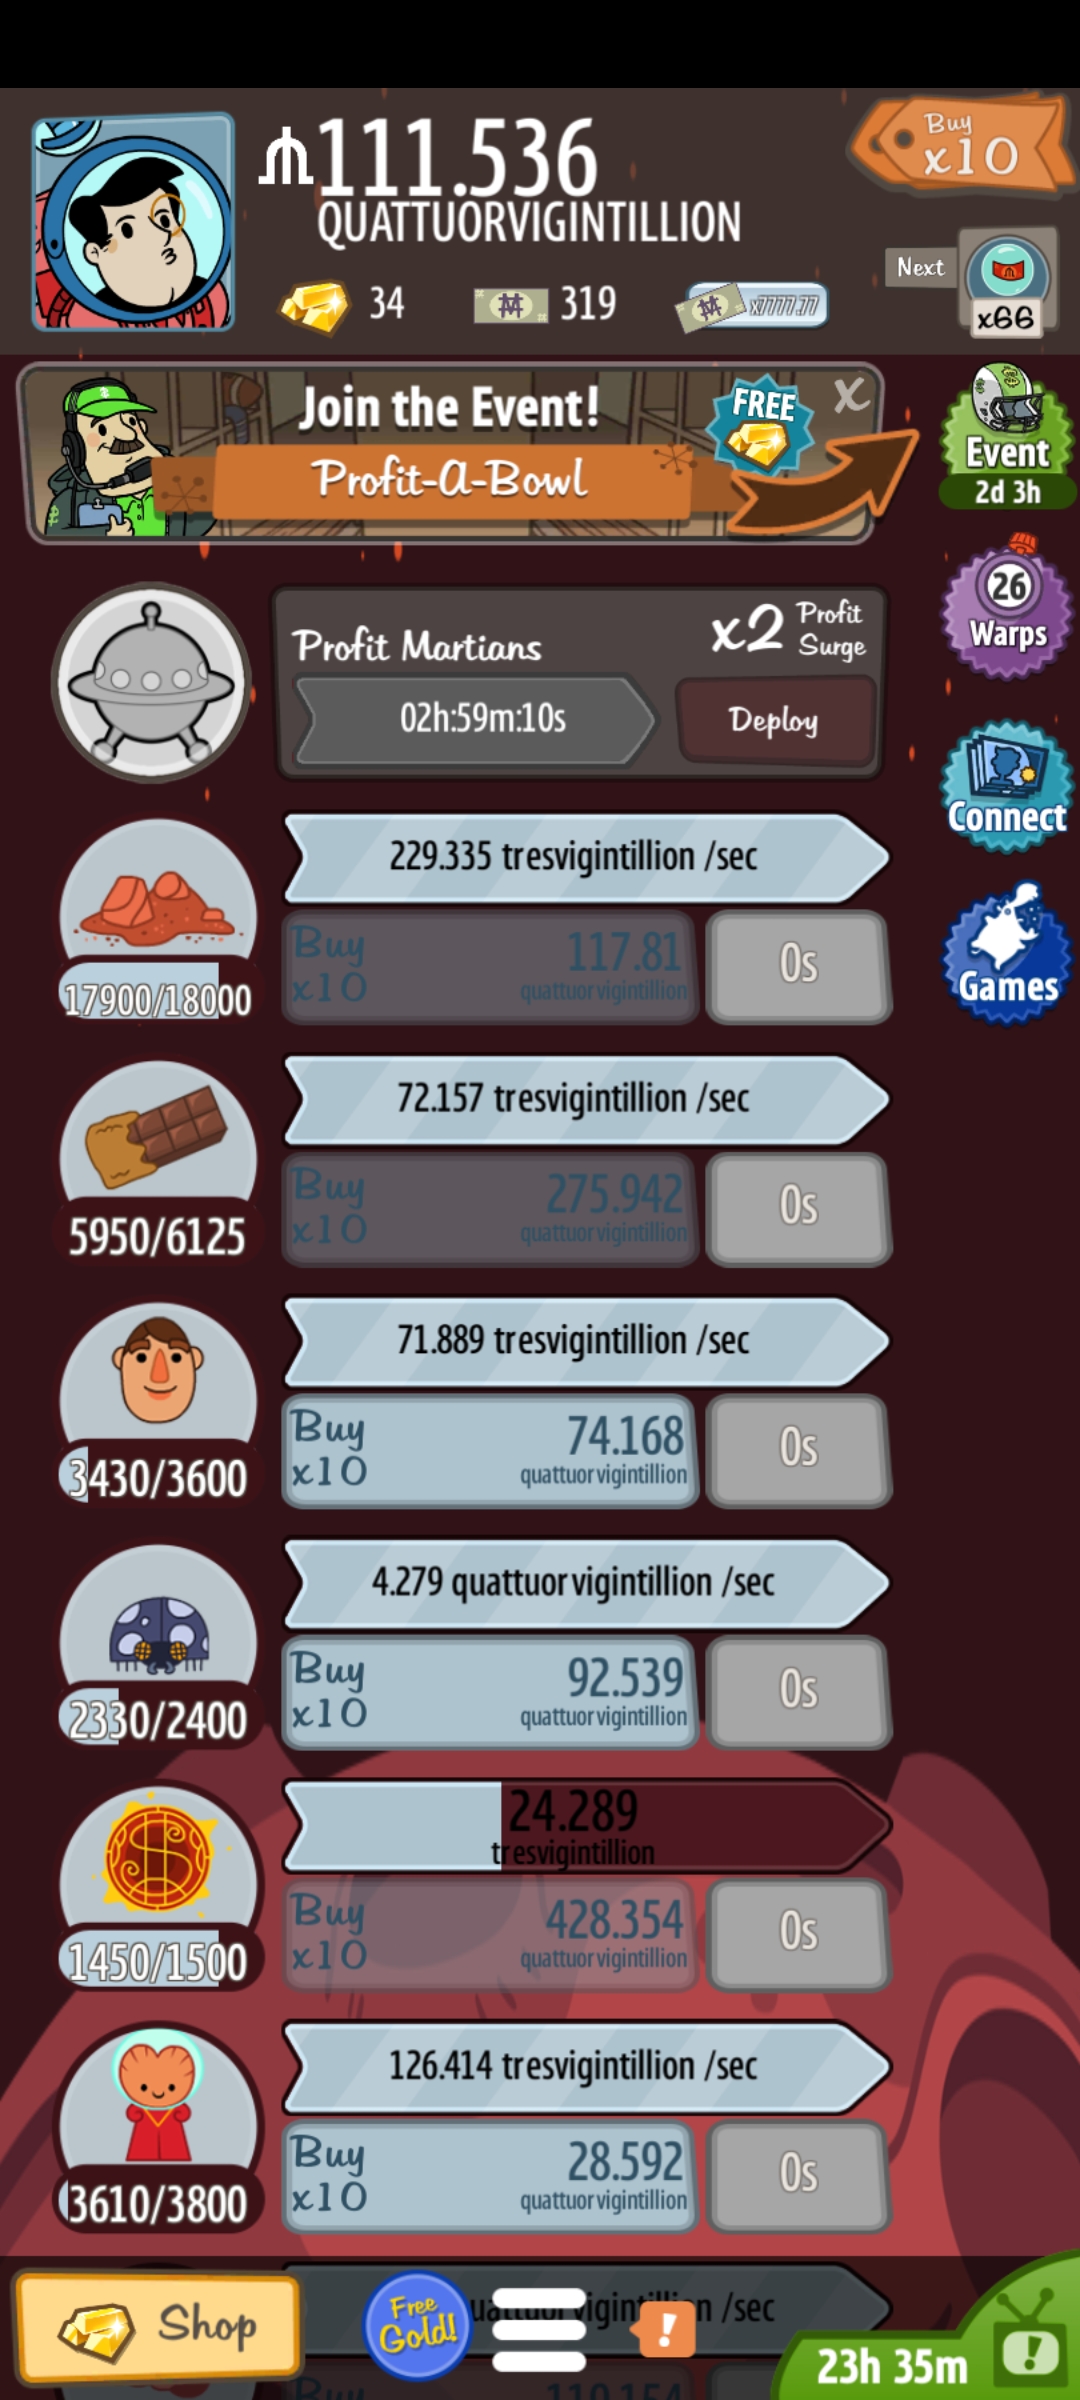 111.536
QUATTUORVIGINTILLION
Buy
x10
34
319
x7777.77
Next
x66
Join the Event!
Profit-A-Bowl
FREE
X
Event
2d 3h
Profit Martians
x2 Profit Surge
02h:59m:10s
Deploy
26
Warps
Connect
Games
229.335 tresvigintillion /sec
17900/18000
Buy x10
117.81
quattuorvigintillion
0s
72.157 tresvigintillion /sec
5950/6125
Buy x10
275.942
quattuorvigintillion
0s
71.889 tresvigintillion /sec
3430/3600
Buy x10
74.168
quattuorvigintillion
0s
4.279 quattuorvigintillion /sec
2330/2400
Buy x10
92.539
quattuorvigintillion
0s
24.289
tresvigintillion
1450/1500
Buy x10
428.354
quattuorvigintillion
0s
126.414 tresvigintillion /sec
3610/3800
Buy x10
28.592
quattuorvigintillion
0s
Shop
Free
Gold!
/sec
!
23h 35m
!